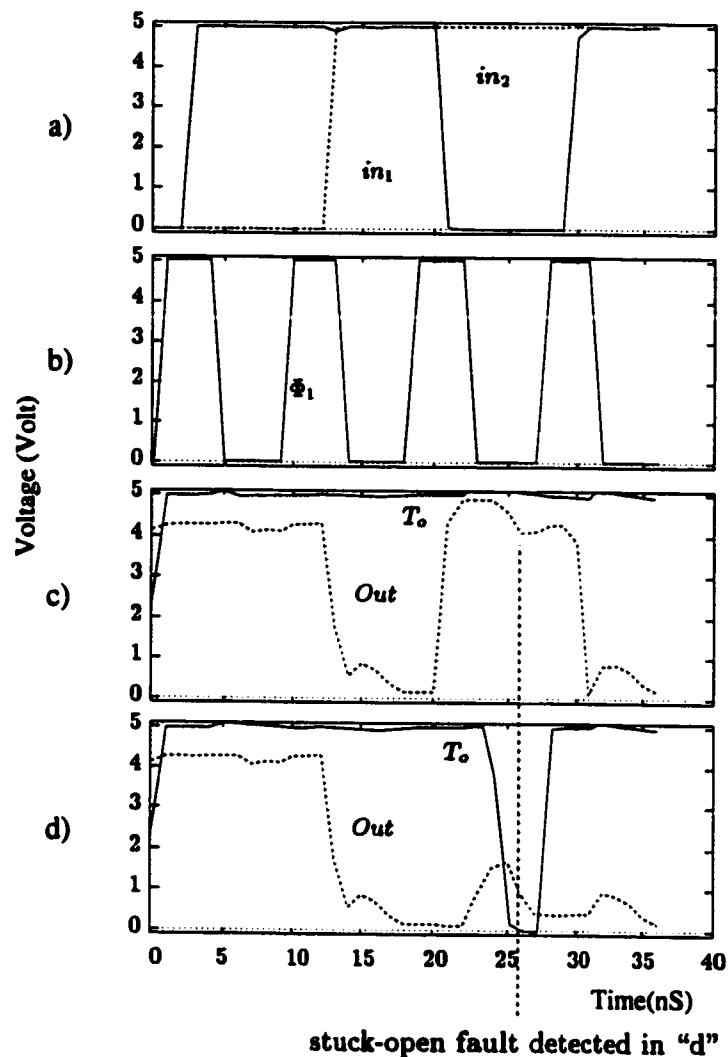 a)
5
4
3
2
1
0
in₂
in₁
b)
5
4
3
2
1
0
Φ₁
Voltage (Volt)
c)
5
4
3
2
1
0
Tₒ
Out
d)
5
4
3
2
1
0
Tₒ
Out
0 5 10 15 20 25 30 35 40
Time(nS)
stuck-open fault detected in “d”